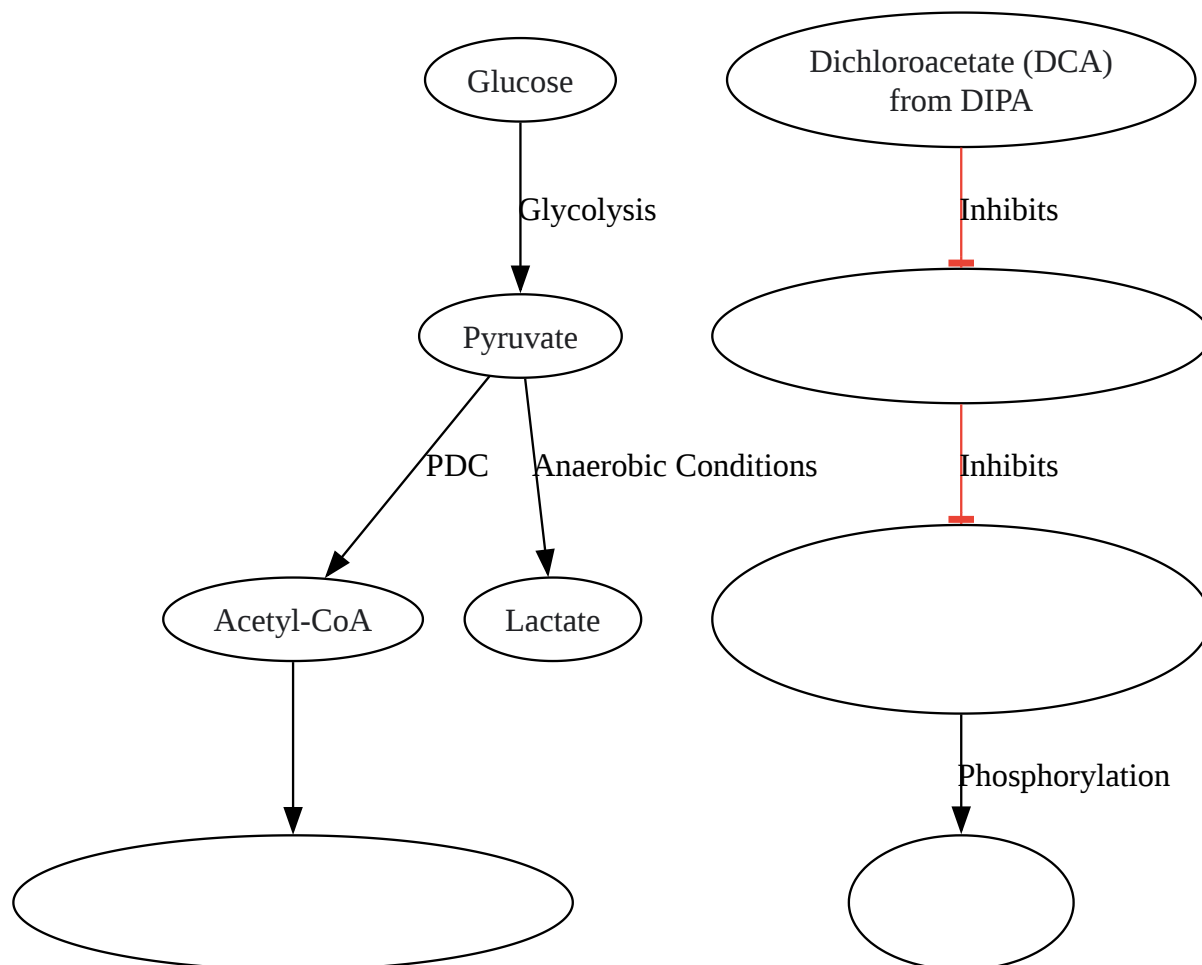 Glucose
Dichloroacetate (DCA)
from DIPA
Glycolysis
Inhibits
Pyruvate
PDC
Anaerobic Conditions
Inhibits
Acetyl-CoA
Lactate
Phosphorylation